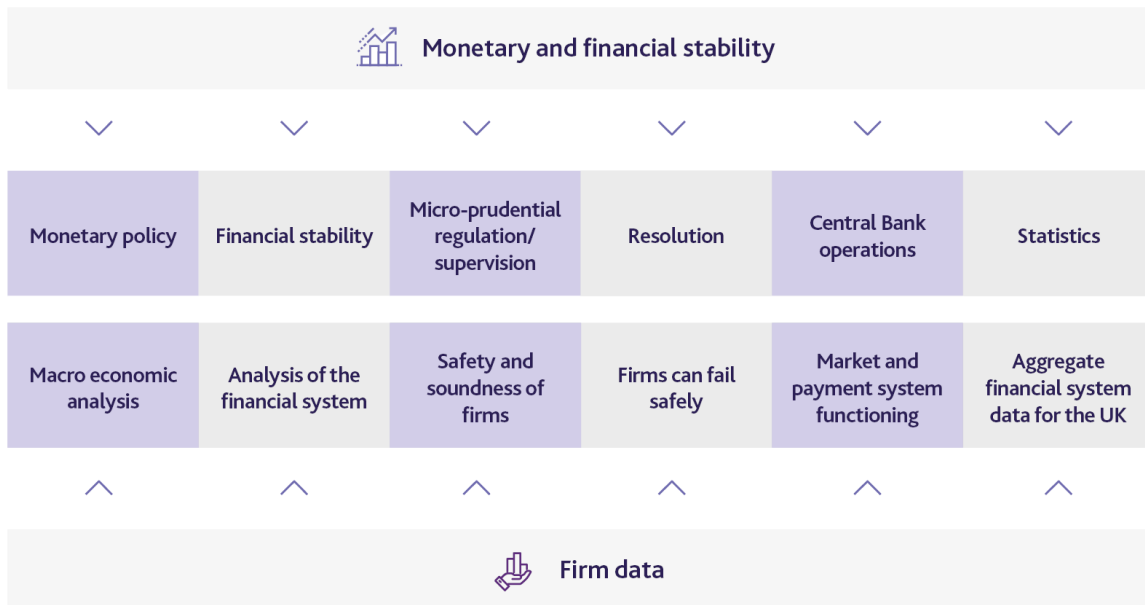 Monetary and financial stability
Monetary policy
Financial stability
Micro-prudential
regulation/
supervision
Resolution
Central Bank
operations
Statistics
Macro economic
analysis
Analysis of the
financial system
Safety and
soundness of
firms
Firms can fail
safely
Market and
payment system
functioning
Aggregate
financial system
data for the UK
Firm data